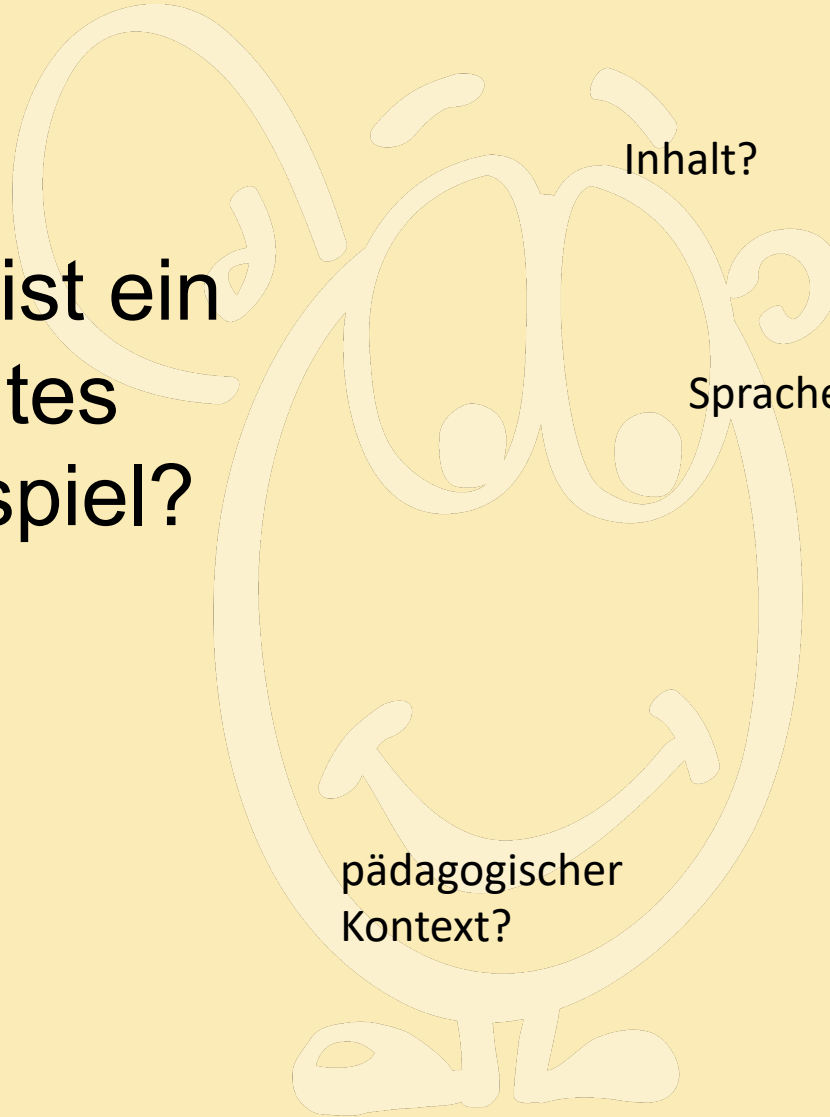 Inhalt?
ist ein
tes
spiel?
Sprache
pädagogischer
Kontext?